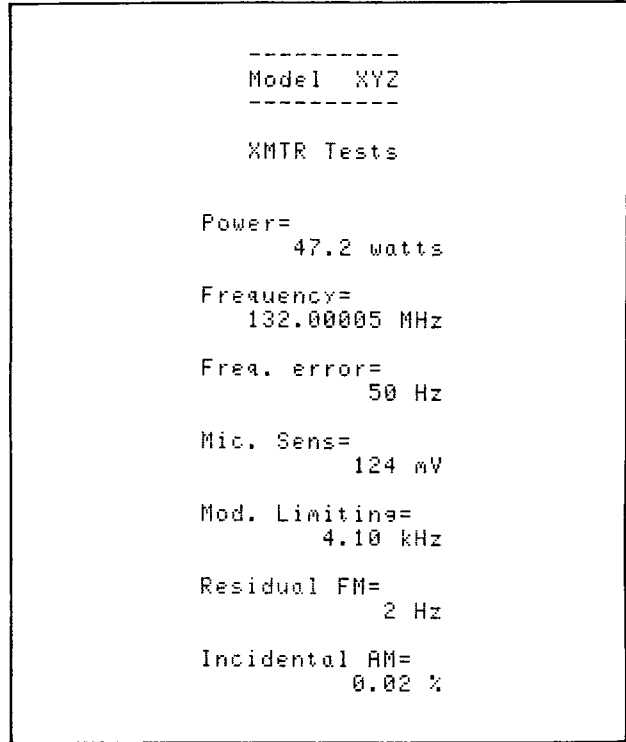 ----------
Model XYZ
----------
XMTR Tests
Power=
47.2 watts
Frequency=
132.00005 MHz
Freq. error=
50 Hz
Mic. Sens=
124 mV
Mod. Limiting=
4.10 kHz
Residual FM=
2 Hz
Incidental AM=
0.02 %